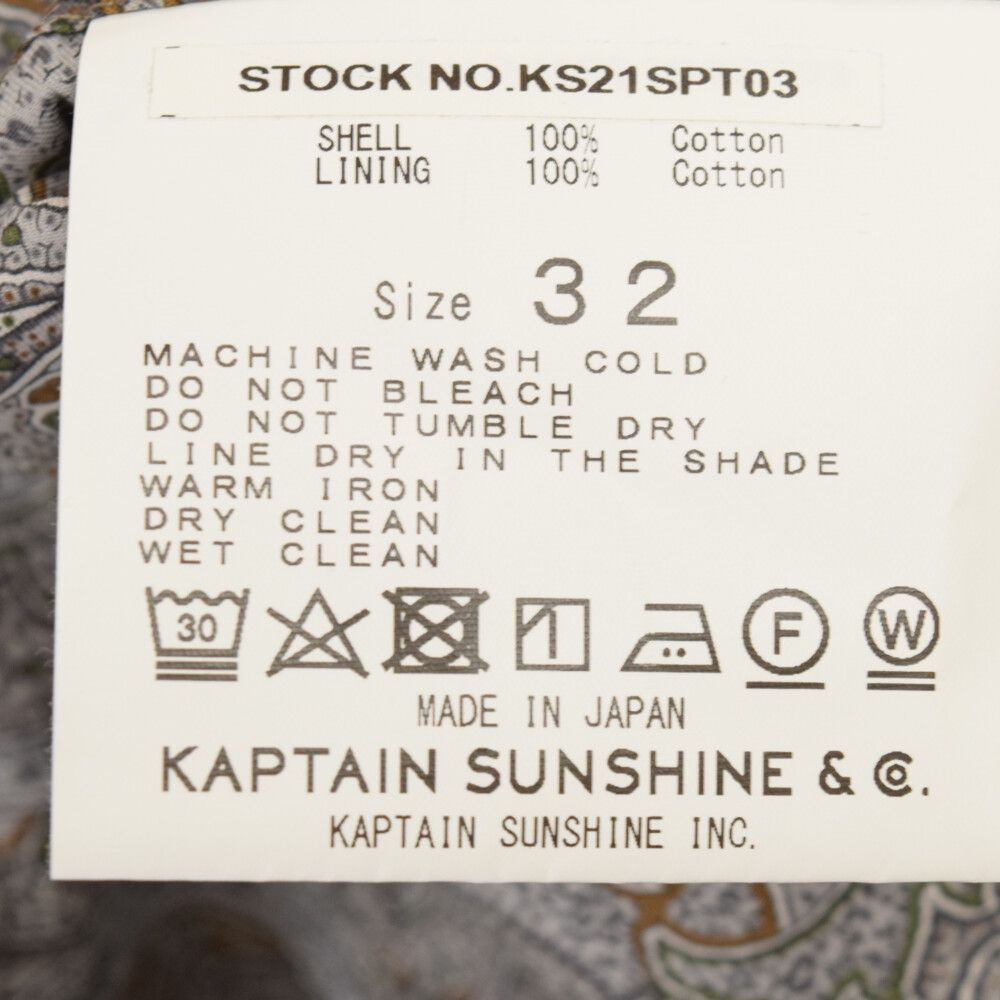 STOCK NO.KS21SPT03
SHELL 100% Cotton
LINING 100% Cotton
Size 32
MACHINE WASH COLD
DO NOT BLEACH
DO NOT TUMBLE DRY
LINE DRY IN THE SHADE
WARM IRON
DRY CLEAN
WET CLEAN
30 F W
MADE IN JAPAN
KAPTAIN SUNSHINE & Co.
KAPTAIN SUNSHINE INC.